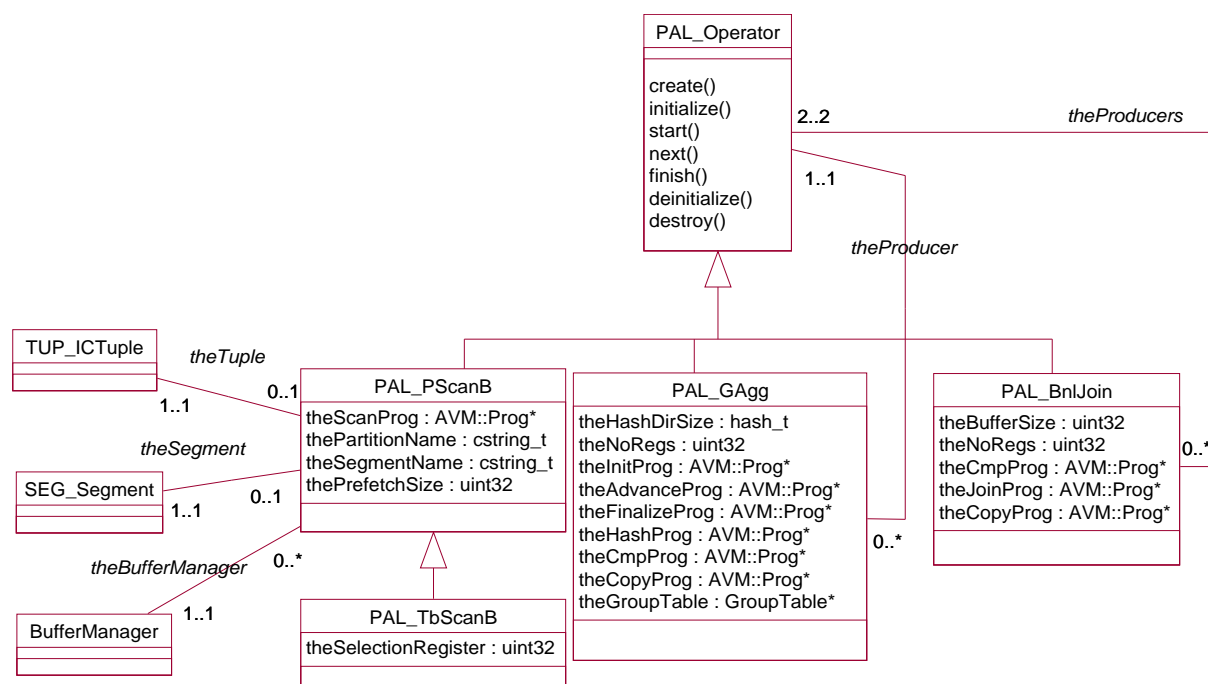 PAL_Operator
create()
initialize()
start()
next()
finish()
deinitialize()
destroy()
2..2
theProducers
1..1
theProducer
TUP_ICTuple
theTuple
0..1
1..1
theSegment
SEG_Segment
0..1
1..1
theBufferManager
0..*
1..1
BufferManager
PAL_PScanB
theScanProg : AVM::Prog*
thePartitionName : cstring_t
theSegmentName : cstring_t
thePrefetchSize : uint32
PAL_TbScanB
theSelectionRegister : uint32
PAL_GAgg
theHashDirSize : hash_t
theNoRegs : uint32
theInitProg : AVM::Prog*
theAdvanceProg : AVM::Prog*
theFinalizeProg : AVM::Prog*
theHashProg : AVM::Prog*
theCmpProg : AVM::Prog*
theCopyProg : AVM::Prog*
theGroupTable : GroupTable*
0..*
PAL_BnlJoin
theBufferSize : uint32
theNoRegs : uint32
theCmpProg : AVM::Prog*
theJoinProg : AVM::Prog*
theCopyProg : AVM::Prog*
0..*